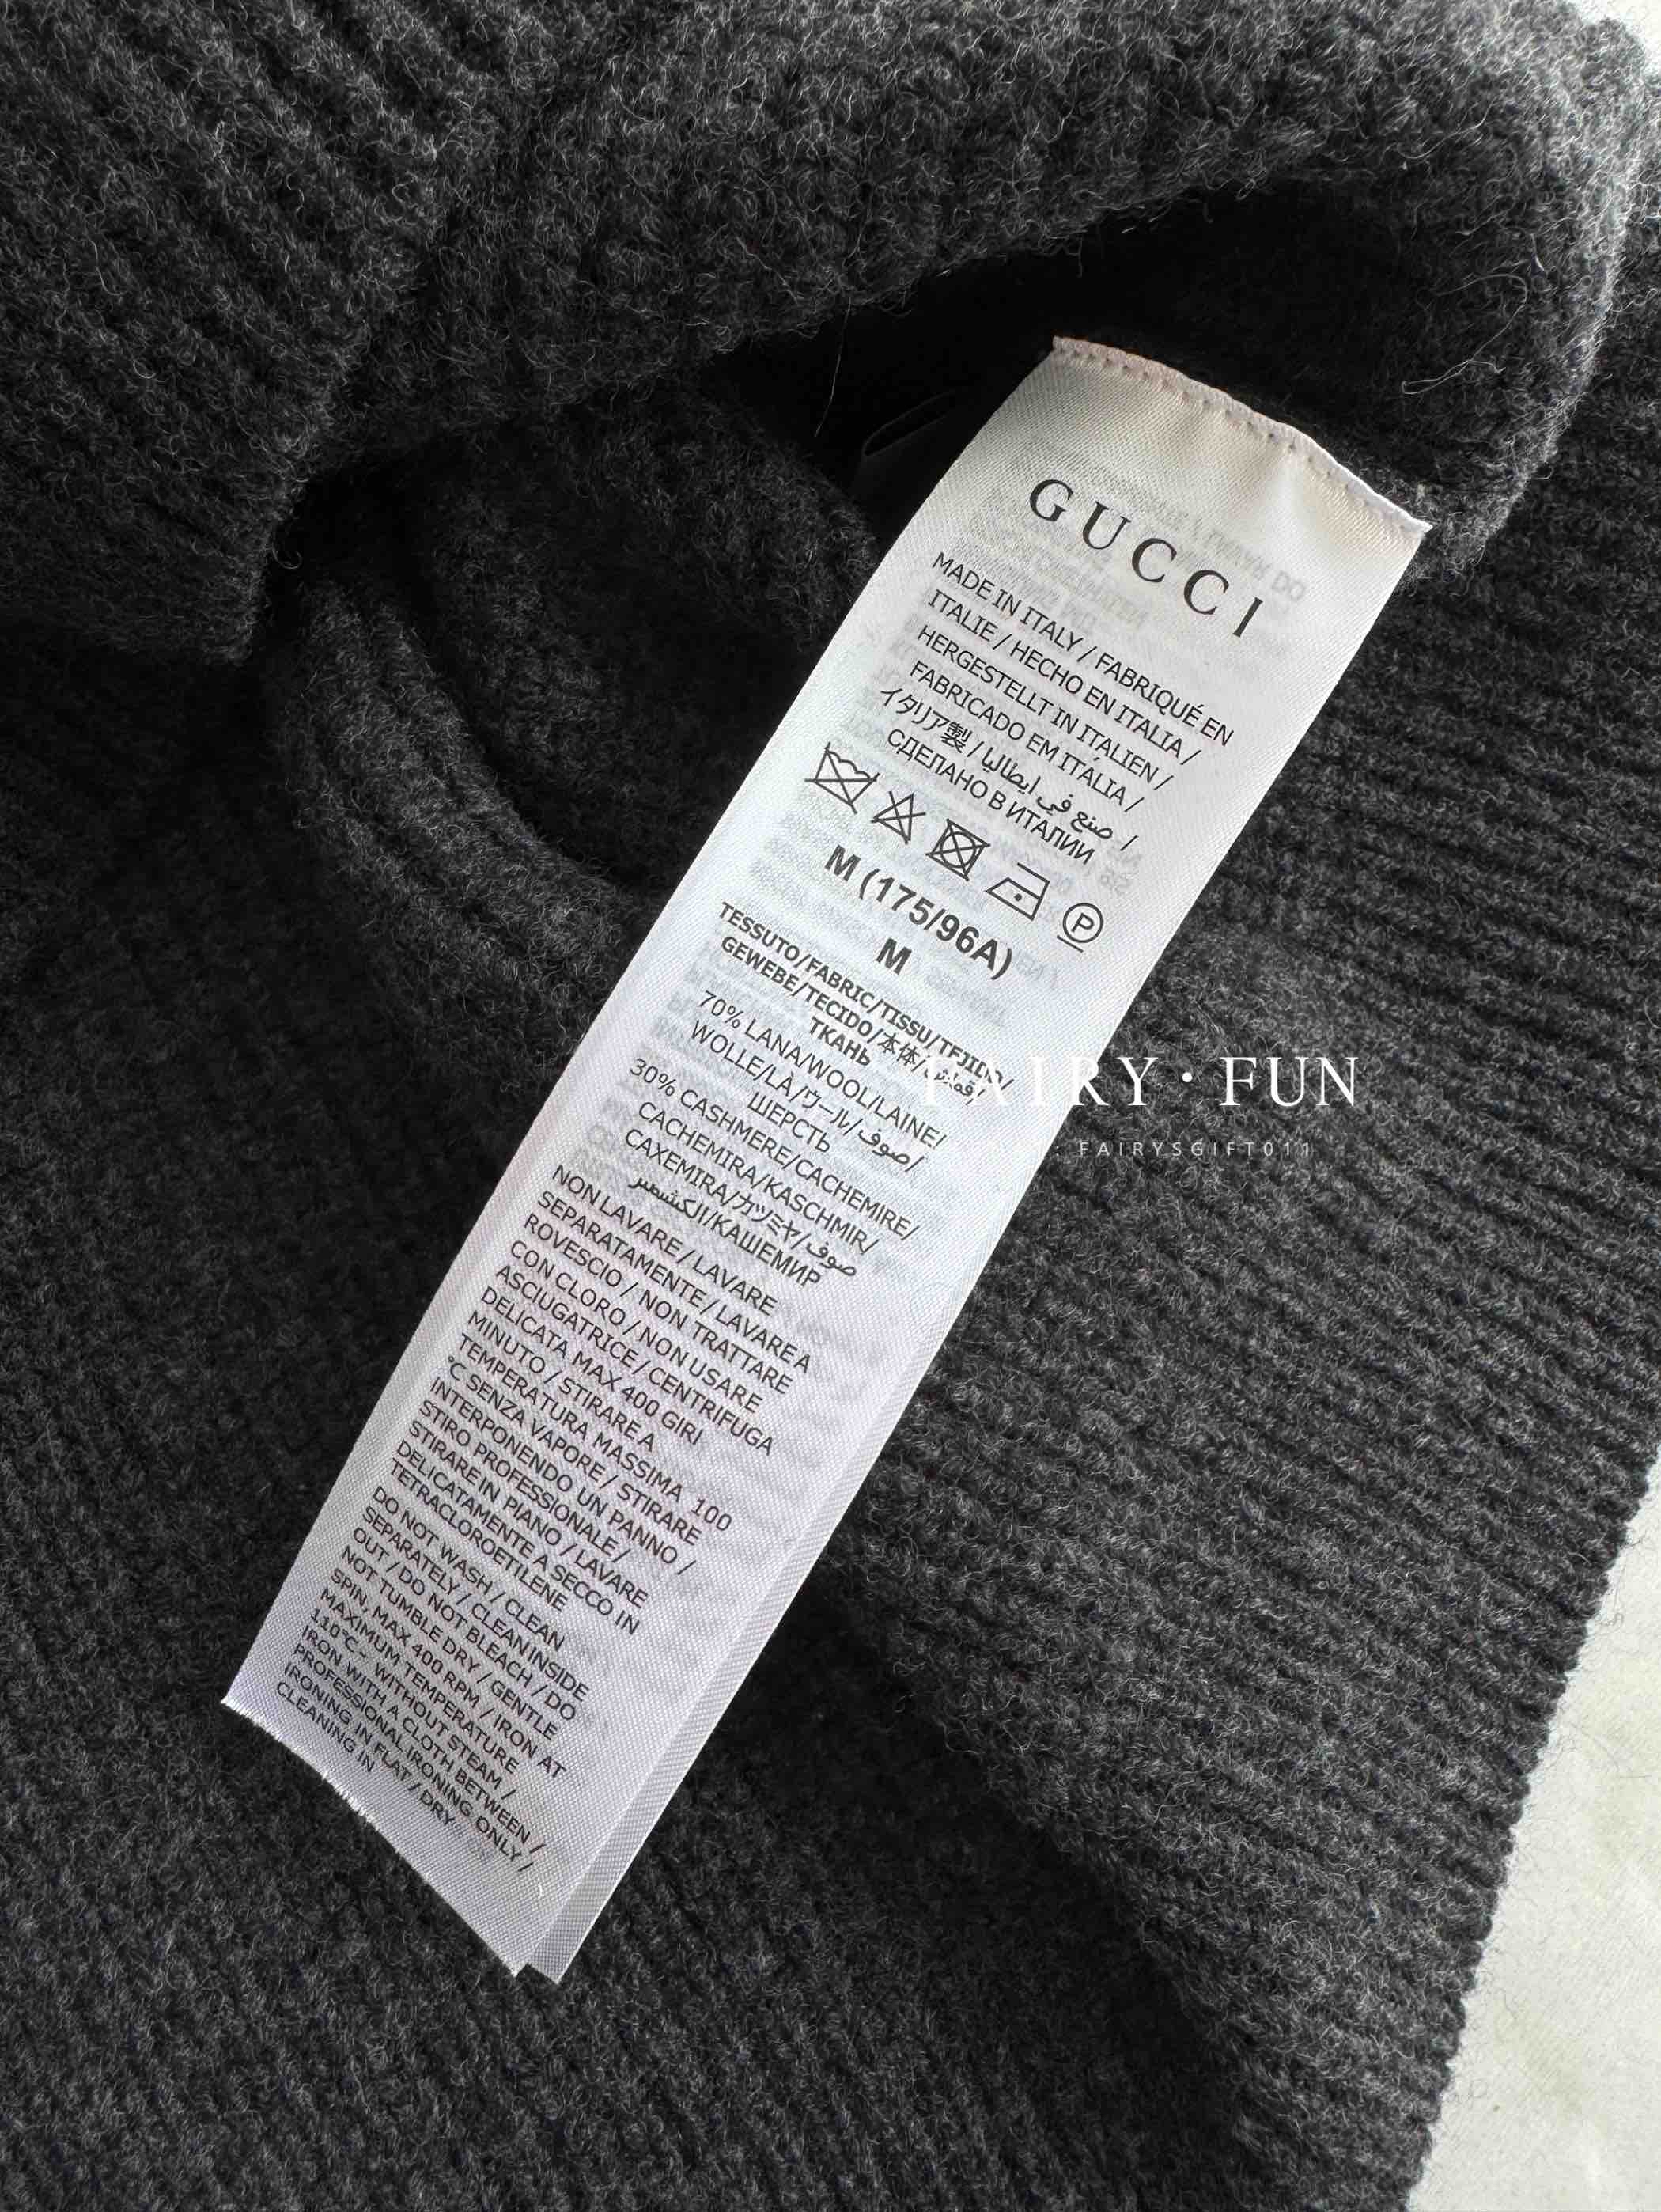 GUCCI
MADE IN ITALY / FABRIQUÉ EN
ITALIE / HECHO EN ITALIA /
HERGESTELLT IN ITALIEN /
FABRICADO EM ITÁLIA /
イタリア製 / صنع في ايطاليا /
СДЕЛАНО В ИТАЛИИ
P
M (175/96A)
M
TESSUTO/FABRIC/TISSU/TEJIDO/
GEWEBE/TECIDO/本体/قماش/
ТКАНЬ
70% LANA/WOOL/LAINE/
WOLLE/LÃ/ウール/صوف/
ШЕРСТЬ
30% CASHMERE/CACHEMIRE/
CACHEMIRA/KASCHMIR/
CAXEMIRA/カシミヤ/صوف
الكشمير/КАШЕМИР
NON LAVARE / LAVARE
SEPARATAMENTE / LAVARE A
ROVESCIO / NON TRATTARE
CON CLORO / NON USARE
ASCIUGATRICE / CENTRIFUGA
DELICATA MAX 400 GIRI
MINUTO / STIRARE A
TEMPERATURA MASSIMA 100
°C SENZA VAPORE / STIRARE
INTERPONENDO UN PANNO /
STIRO PROFESSIONALE /
STIRARE IN PIANO / LAVARE
DELICATAMENTE A SECCO IN
TETRACLOROETILENE
DO NOT WASH / CLEAN
SEPARATELY / CLEAN INSIDE
OUT / DO NOT BLEACH / DO
NOT TUMBLE DRY / GENTLE
SPIN, MAX 400 RPM / IRON AT
MAXIMUM TEMPERATURE
110°C - WITHOUT STEAM /
IRON WITH A CLOTH BETWEEN /
PROFESSIONAL IRONING ONLY /
IRONING IN FLAT / DRY
CLEANING IN
FAIRY·FUN
: FAIRYSGIFT011